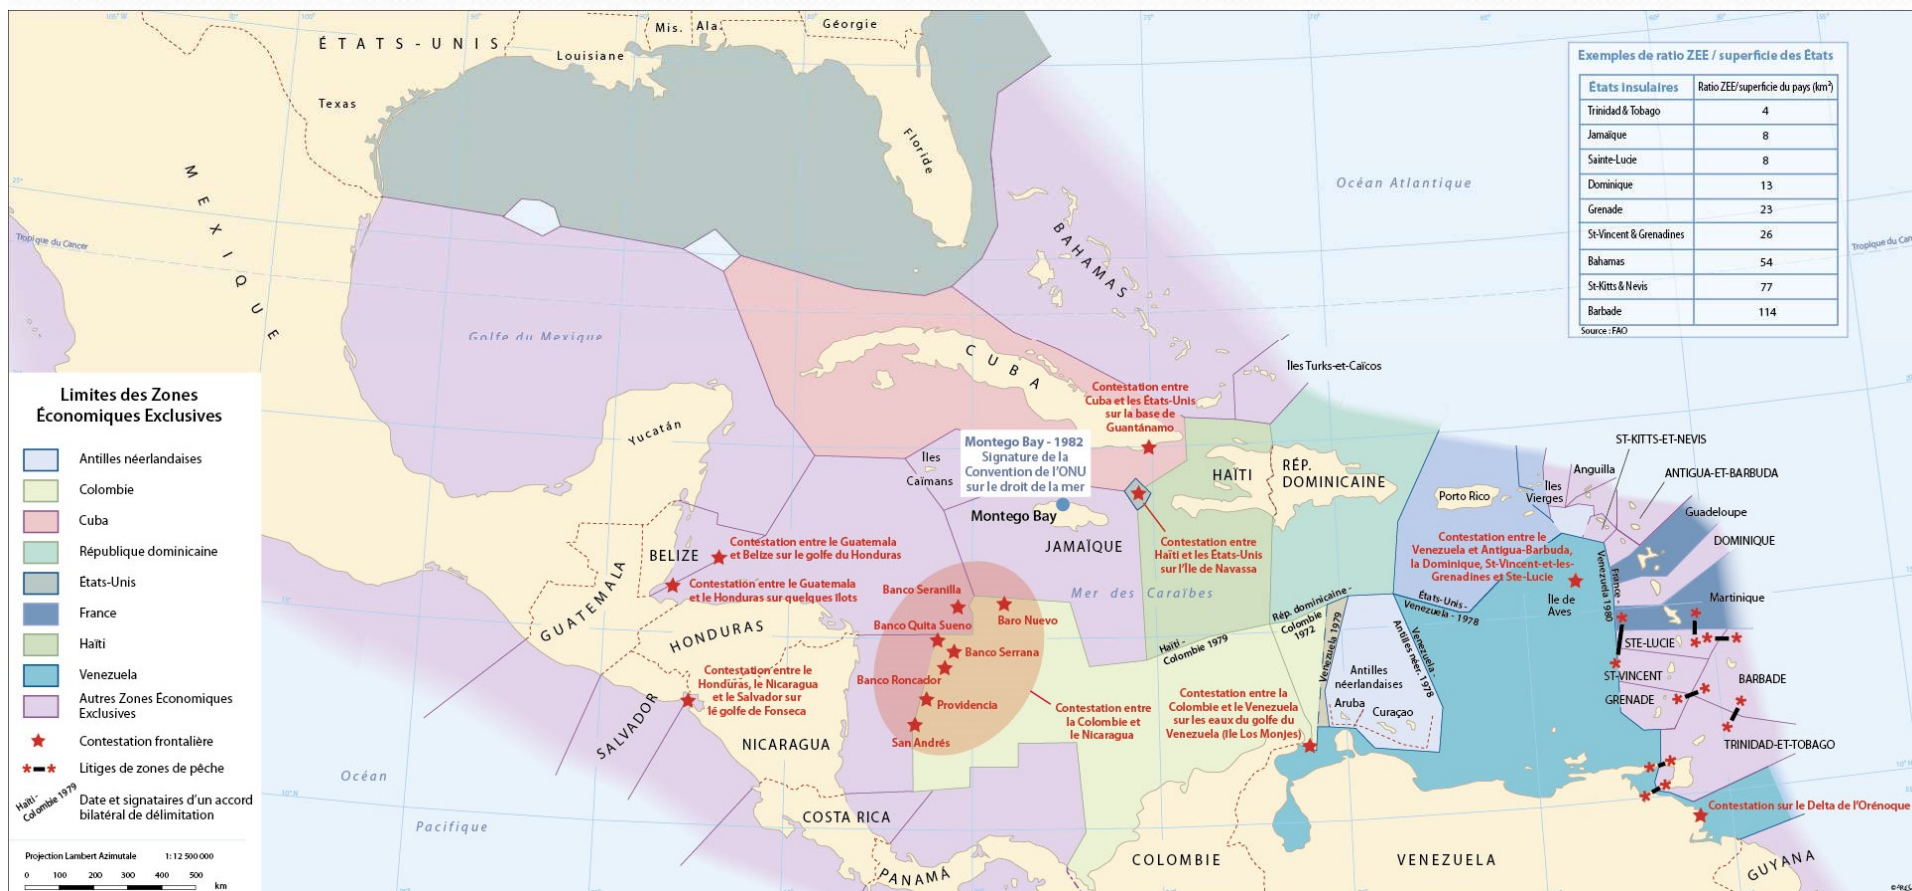 105° W
100°
90°
80°
75°
70°
60°
55°
ÉTATS-UNIS
Mis.
Ala.
Géorgie
Louisiane
Texas
Floride
MEXIQUE
25°
Tropique du Cancer
Golfe du Mexique
BAHAMAS
Océan Atlantique
Exemples de ratio ZEE / superficie des États
États insulaires
Ratio ZEE/superficie du pays (km²)
Trinidad & Tobago 4
Jamaïque 8
Sainte-Lucie 8
Dominique 13
Grenade 23
St-Vincent & Grenadines 26
Bahamas 54
St-Kitts & Nevis 77
Barbade 114
Source : FAO
Tropique du Can
CUBA
Îles Turks-et-Caïcos
Contestation entre
Cuba et les États-Unis
sur la base de
Guantánamo
Montego Bay - 1982
Signature de la
Convention de l'ONU
sur le droit de la mer
Îles
Caïmans
Montego Bay
JAMAÏQUE
HAÏTI
RÉP.
DOMINICAINE
Porto Rico
Îles
Vierges
Anguilla
ST-KITTS-ET-NEVIS
ANTIGUA-ET-BARBUDA
Guadeloupe
DOMINIQUE
Martinique
Yucatán
BELIZE
Contestation entre le Guatemala
et Belize sur le golfe du Honduras
Contestation entre le Guatemala
et le Honduras sur quelques îlots
GUATEMALA
HONDURAS
SALVADOR
NICARAGUA
COSTA RICA
PANAMÁ
Contestation entre le
Honduras, le Nicaragua
et le Salvador sur
le golfe de Fonseca
Banco Seranilla
Baro Nuevo
Banco Quita Sueno
Banco Serrana
Banco Roncador
Providencia
San Andrés
Contestation entre
la Colombie et
le Nicaragua
Mer des Caraïbes
Contestation entre
Haïti et les États-Unis
sur l'Île de Navassa
Haïti -
Colombie 1979
Rép. dominicaine -
Colombie
1972
Venezuela 1979
Contestation entre la
Colombie et le Venezuela
sur les eaux du golfe du
Venezuela (Ile Los Monjes)
Antilles
néerlandaises
Aruba
Curaçao
Venezuela -
Antilles néer. 1978
États-Unis -
Venezuela - 1978
Contestation entre le
Venezuela et Antigua-Barbuda,
la Dominique, St-Vincent-et-les-
Grenadines et Ste-Lucie
Île de
Aves
France -
Venezuela 1980
STE-LUCIE
ST-VINCENT
BARBADE
GRENADE
TRINIDAD-ET-TOBAGO
Contestation sur le Delta de l'Orénoque
COLOMBIE
VENEZUELA
GUYANA
Océan
Pacifique
10° N
15°
10° N
Limites des Zones
Économiques Exclusives
Antilles néerlandaises
Colombie
Cuba
République dominicaine
États-Unis
France
Haïti
Venezuela
Autres Zones Économiques
Exclusives
Contestation frontalière
Litiges de zones de pêche
Haïti -
Colombie 1979
Date et signataires d'un accord
bilatéral de délimitation
Projection Lambert Azimutale 1: 12 500 000
0 100 200 300 400 500
km